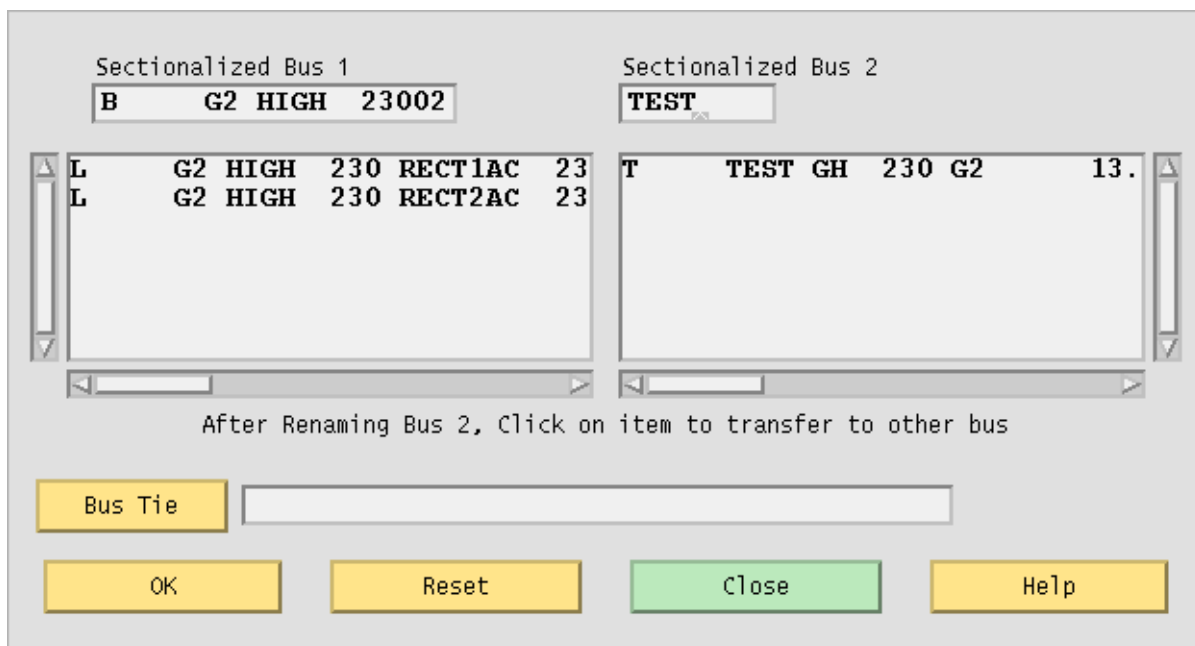 Sectionalized Bus 1
B      G2 HIGH  23002
L      G2 HIGH  230 RECT1AC  23
L      G2 HIGH  230 RECT2AC  23
Sectionalized Bus 2
TEST
T      TEST GH  230 G2       13.
After Renaming Bus 2, Click on item to transfer to other bus
Bus Tie
OK Reset Close Help